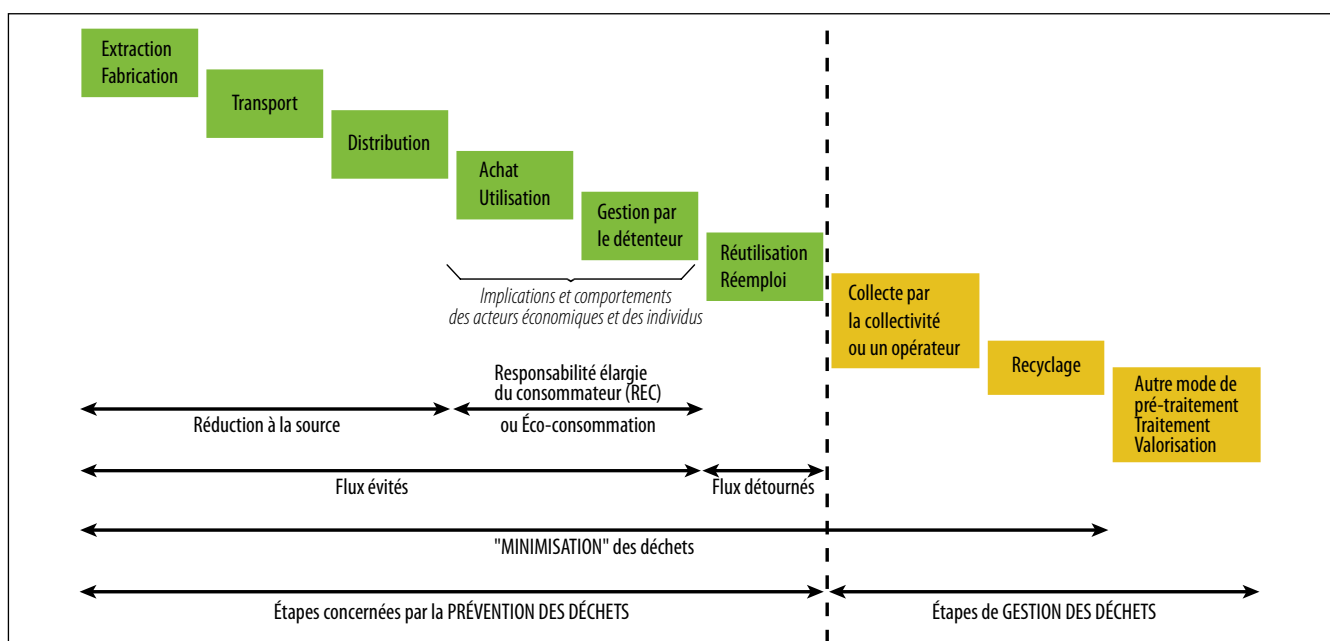 Extraction
Fabrication
Transport
Distribution
Achat
Utilisation
Gestion par
le détenteur
Réutilisation
Réemploi
Collecte par
la collectivité
ou un opérateur
Recyclage
Autre mode de
pré-traitement
Traitement
Valorisation
Implications et comportements
des acteurs économiques et des individus
Responsabilité élargie
du consommateur (REC)
Réduction à la source
ou Éco-consommation
Flux évités
Flux détournés
"MINIMISATION" des déchets
Étapes concernées par la PRÉVENTION DES DÉCHETS
Étapes de GESTION DES DÉCHETS